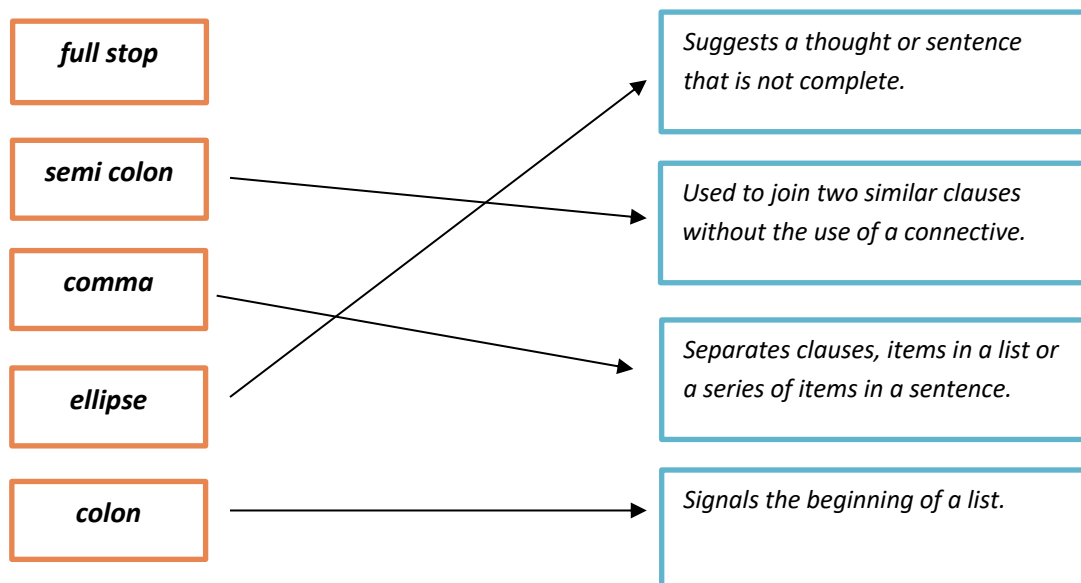 full stop
semi colon
comma
ellipse
colon
Suggests a thought or sentence
that is not complete.
Used to join two similar clauses
without the use of a connective.
Separates clauses, items in a list or
a series of items in a sentence.
Signals the beginning of a list.